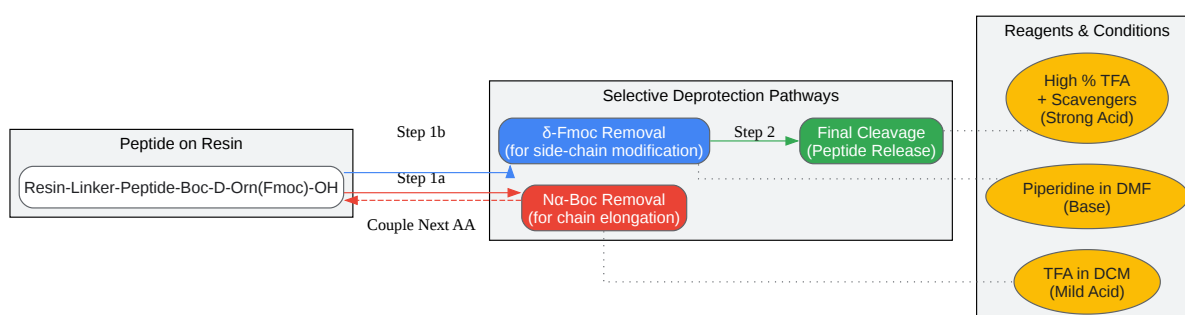 Peptide on Resin
Resin-Linker-Peptide-Boc-D-Orn(Fmoc)-OH
Step 1b
Step 1a
Couple Next AA
Selective Deprotection Pathways
δ-Fmoc Removal
(for side-chain modification)
Step 2
Final Cleavage
(Peptide Release)
Nα-Boc Removal
(for chain elongation)
Reagents & Conditions
High % TFA
+ Scavengers
(Strong Acid)
Piperidine in DMF
(Base)
TFA in DCM
(Mild Acid)